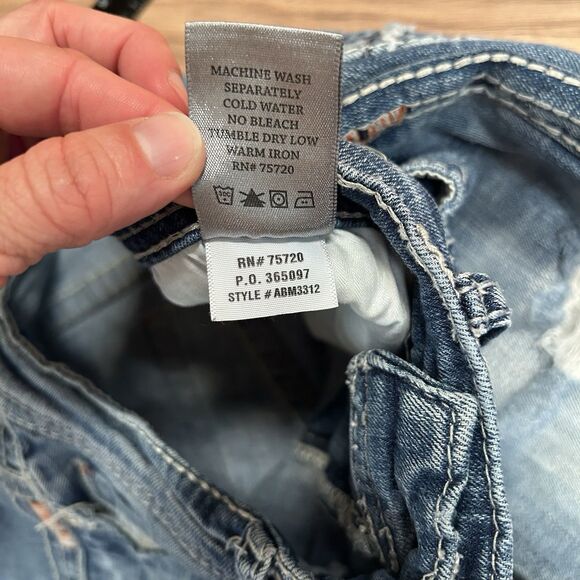 MACHINE WASH
SEPARATELY
COLD WATER
NO BLEACH
TUMBLE DRY LOW
WARM IRON
RN# 75720
RN# 75720
P.O. 365097
STYLE # ABM3312